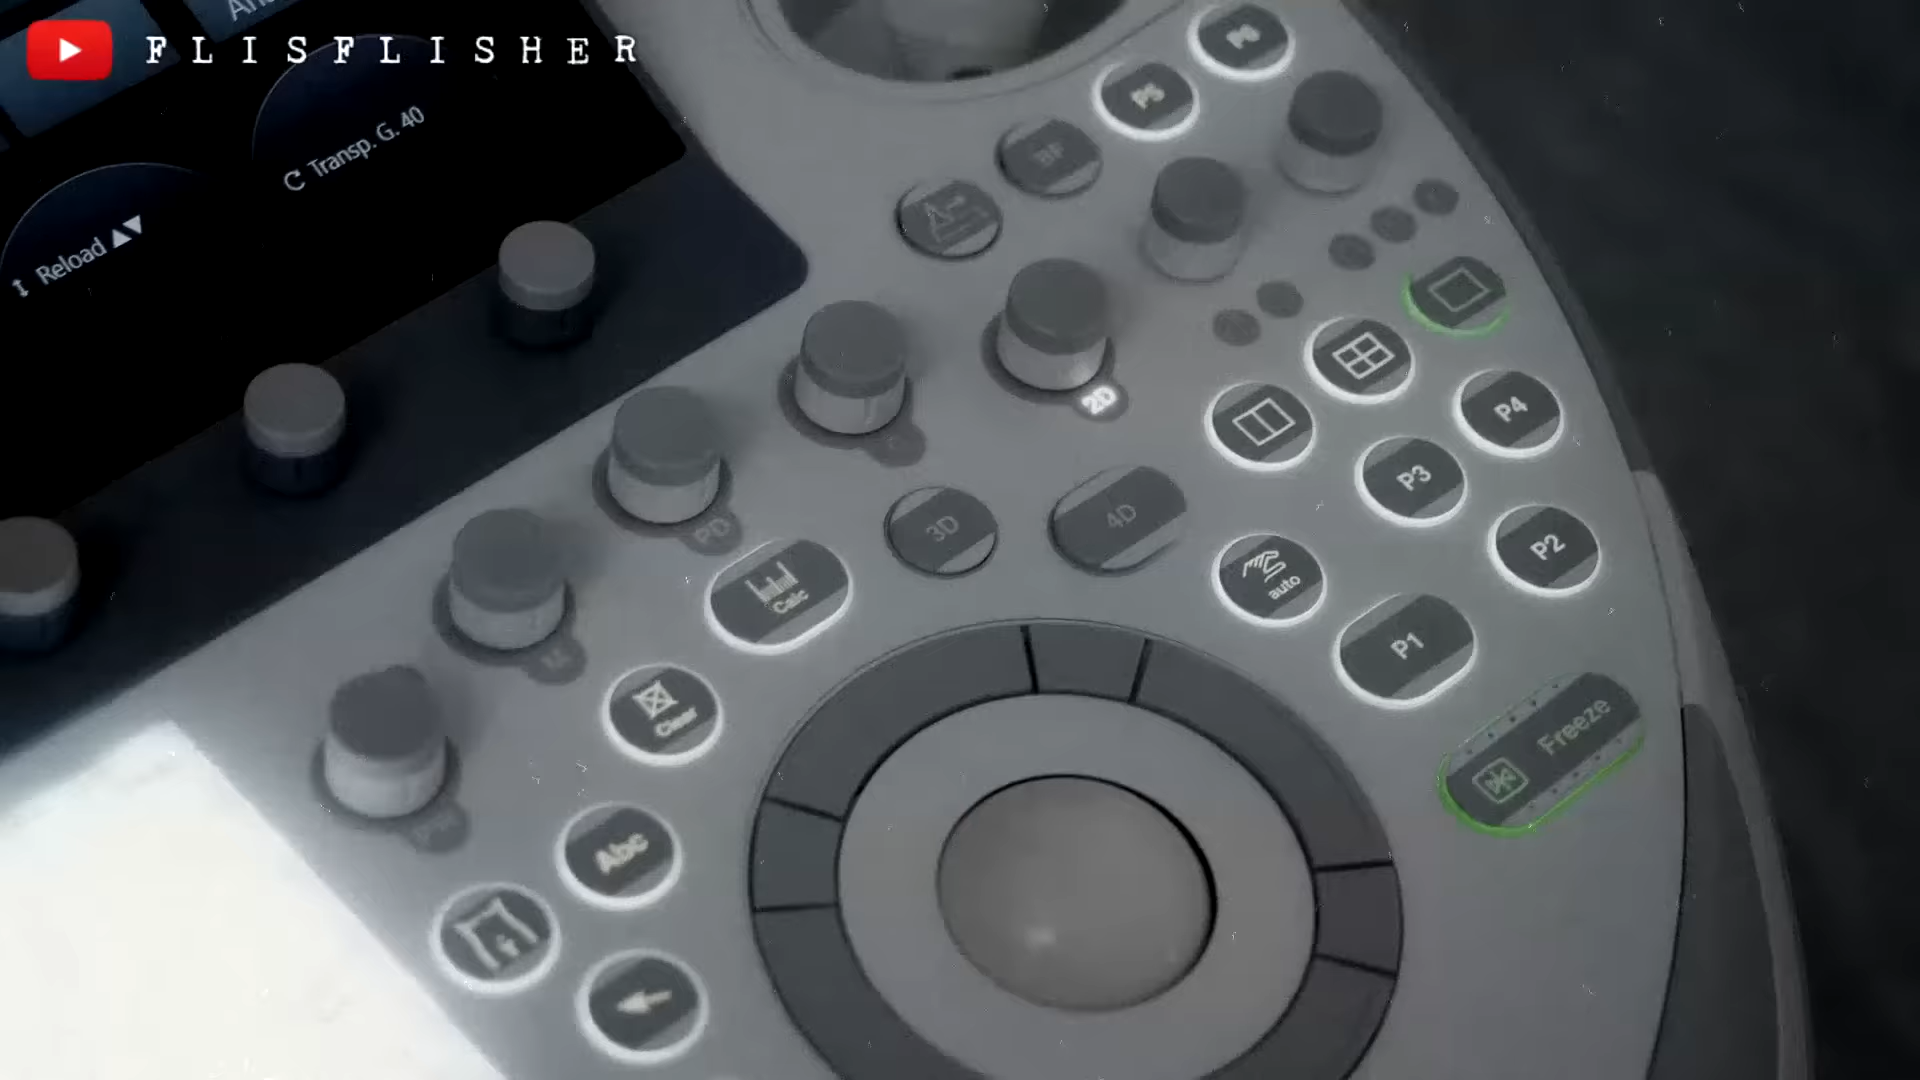 FLISFLISHER
Transp. G. 40
Reload
P6
P5
BF
2D
PD
M
3D
4D
P4
P3
P2
P1
auto
Calc
Clear
Freeze
Abc